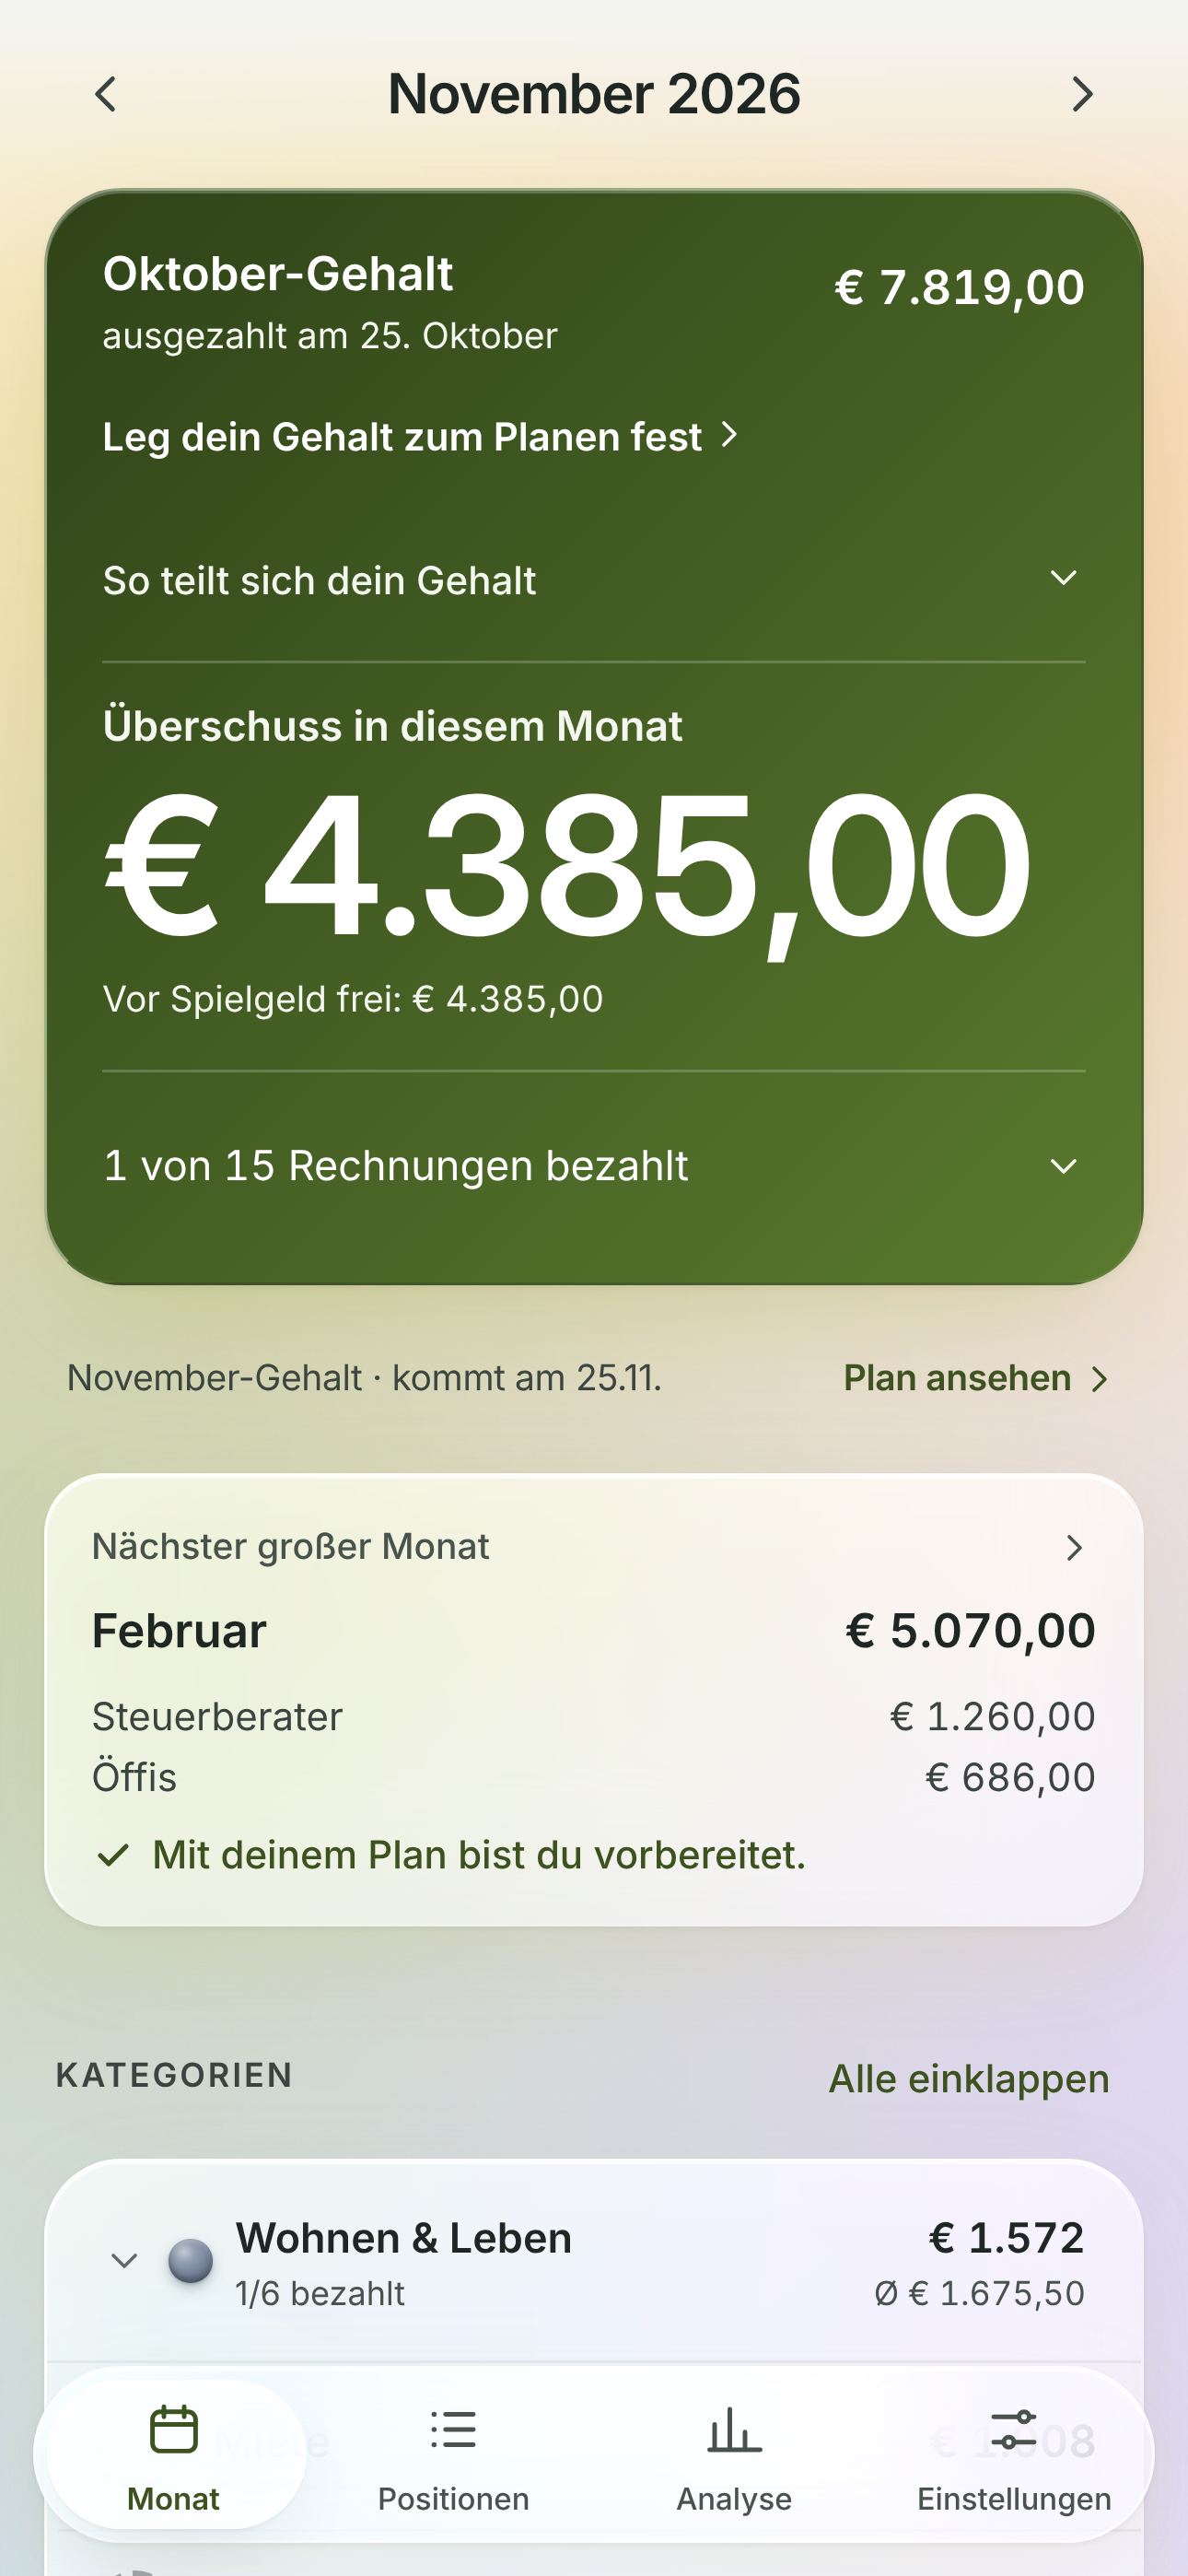 November 2026
Oktober-Gehalt
€ 7.819,00
ausgezahlt am 25. Oktober
Leg dein Gehalt zum Planen fest
So teilt sich dein Gehalt
Überschuss in diesem Monat
€ 4.385,00
Vor Spielgeld frei: € 4.385,00
1 von 15 Rechnungen bezahlt
November-Gehalt · kommt am 25.11.
Plan ansehen
Nächster großer Monat
Februar
€ 5.070,00
Steuerberater
€ 1.260,00
Öffis
€ 686,00
Mit deinem Plan bist du vorbereitet.
KATEGORIEN
Alle einklappen
Wohnen & Leben
€ 1.572
1/6 bezahlt
Ø € 1.675,50
Miete
€ 1.008
Monat
Positionen
Analyse
Einstellungen